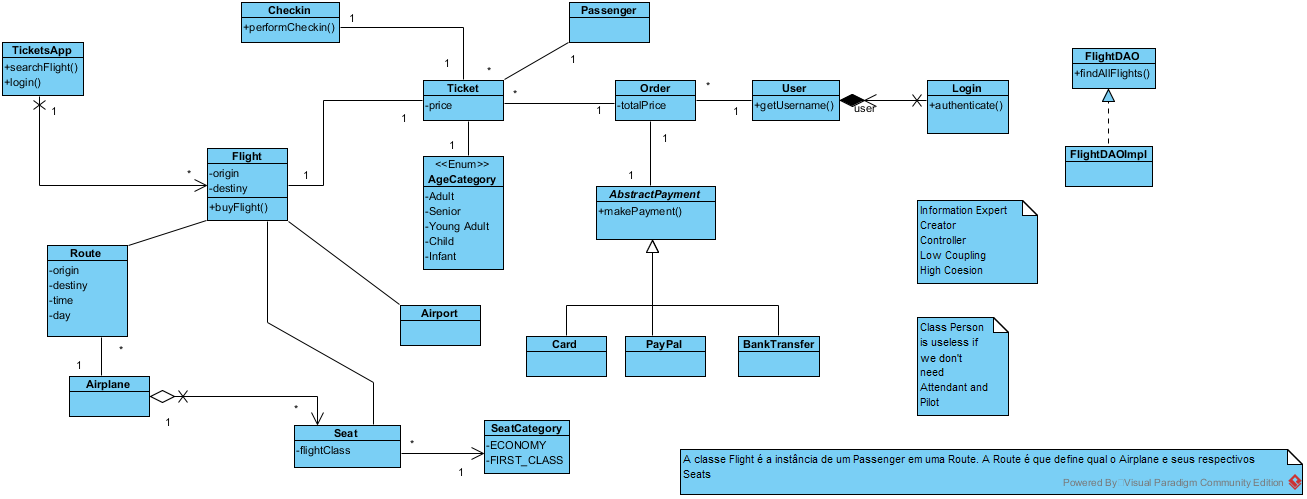 Checkin
+performCheckin()
1
1
Passenger
1
*
TicketsApp
+searchFlight()
+login()
1
*
FlightDAO
+findAllFlights()
FlightDAOImpl
Ticket
-price
*
1
Order
-totalPrice
*
1
User
+getUsername()
user
Login
+authenticate()
1
1
1
1
1
Flight
-origin
-destiny
+buyFlight()
<<Enum>>
AgeCategory
-Adult
-Senior
-Young Adult
-Child
-Infant
AbstractPayment
+makePayment()
Information Expert
Creator
Controller
Low Coupling
High Coesion
Route
-origin
-destiny
-time
-day
*
1
Airport
Card
PayPal
BankTransfer
Class Person
is useless if
we don't
need
Attendant and
Pilot
Airplane
1
*
Seat
-flightClass
*
1
SeatCategory
-ECONOMY
-FIRST_CLASS
A classe Flight é a instância de um Passenger em uma Route. A Route é que define qual o Airplane e seus respectivos
Seats
Powered By Visual Paradigm Community Edition